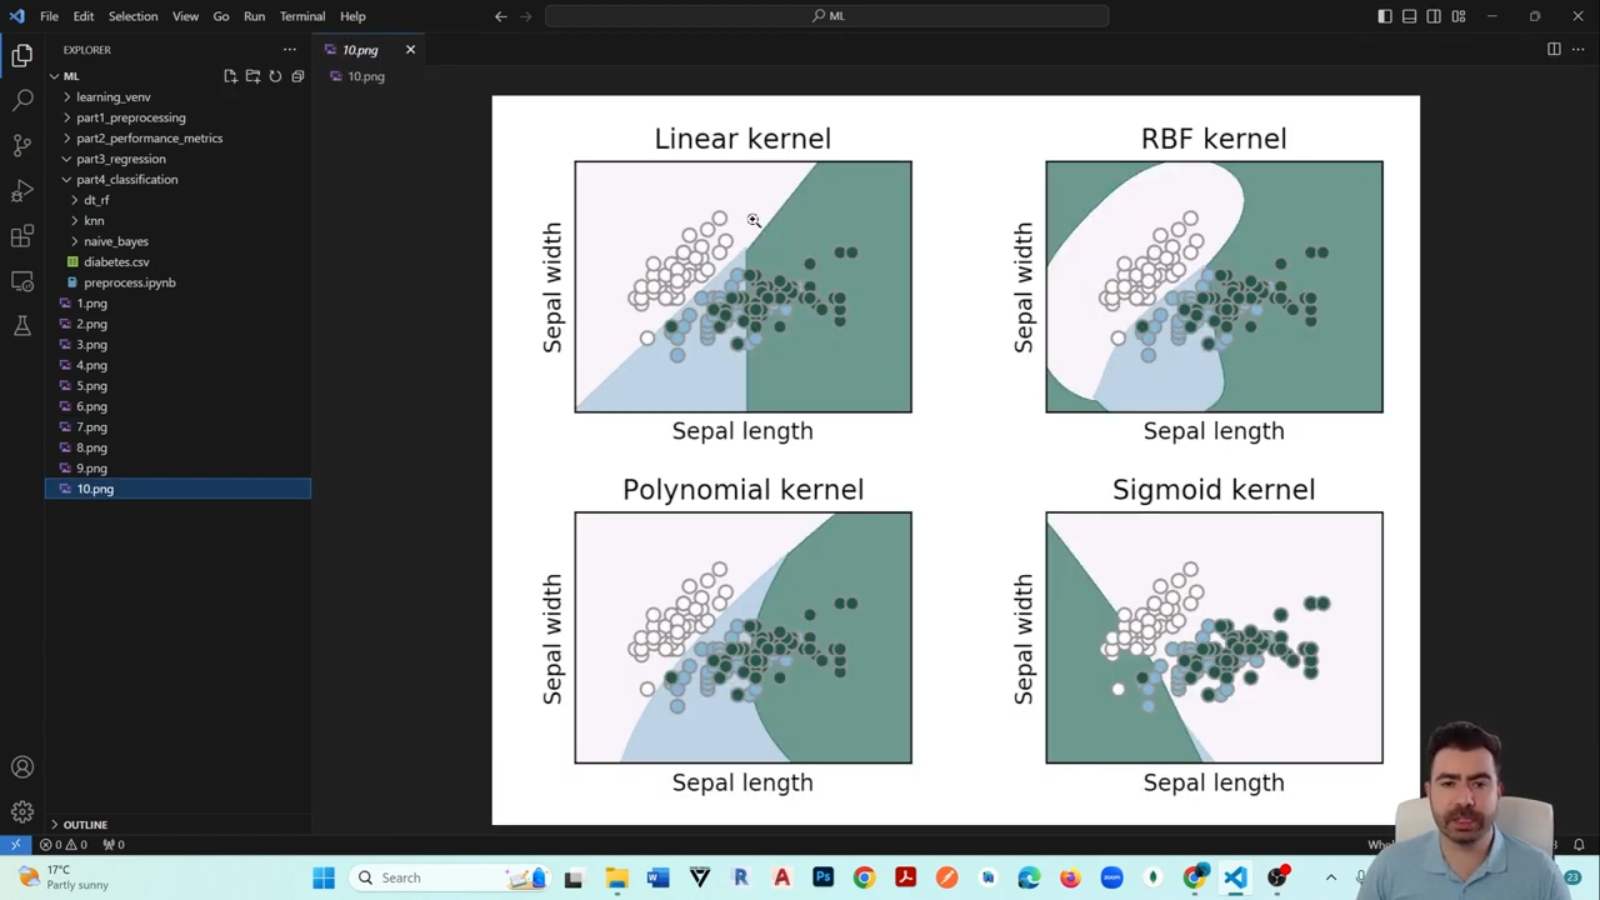 File Edit Selection View Go Run Terminal Help
ML
EXPLORER
ML
learning_venv
part1_preprocessing
part2_performance_metrics
part3_regression
part4_classification
dt_rf
knn
naive_bayes
diabetes.csv
preprocess.ipynb
1.png
2.png
3.png
4.png
5.png
6.png
7.png
8.png
9.png
10.png
OUTLINE
10.png
10.png
Linear kernel
Sepal width
Sepal length
RBF kernel
Sepal width
Sepal length
Polynomial kernel
Sepal width
Sepal length
Sigmoid kernel
Sepal width
Sepal length
0 0 0
17°C
Partly sunny
Search
W
R
A
Ps
zoom
23